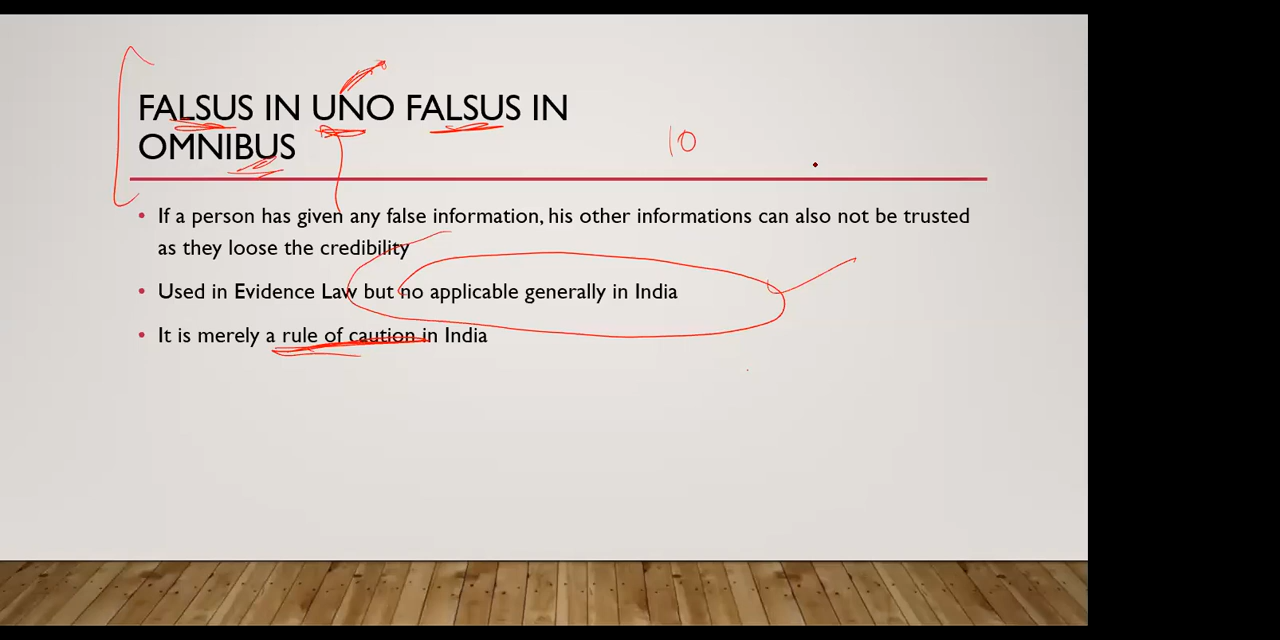 FALSUS IN UNO FALSUS IN
OMNIBUS
10
• If a person has given any false information, his other informations can also not be trusted
as they loose the credibility
• Used in Evidence Law but no applicable generally in India
• It is merely a rule of caution in India